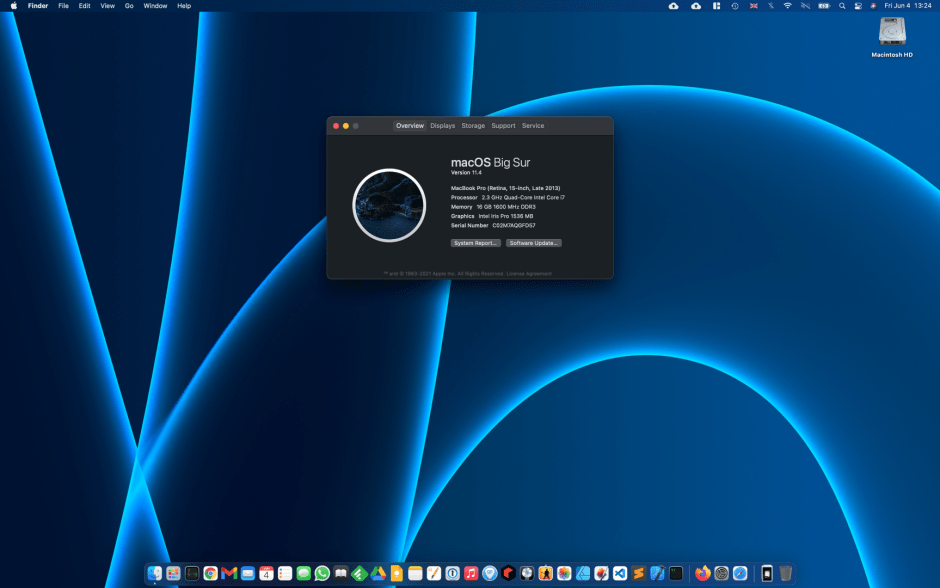 Finder File Edit View Go Window Help Fri Jun 4 13:24
Macintosh HD
Overview Displays Storage Support Service
macOS Big Sur
Version 11.4
MacBook Pro (Retina, 15-inch, Late 2013)
Processor 2.3 GHz Quad-Core Intel Core i7
Memory 16 GB 1600 MHz DDR3
Graphics Intel Iris Pro 1536 MB
Serial Number C02M7AQGFD57
System Report... Software Update...
™ and © 1983-2021 Apple Inc. All Rights Reserved. License Agreement
4